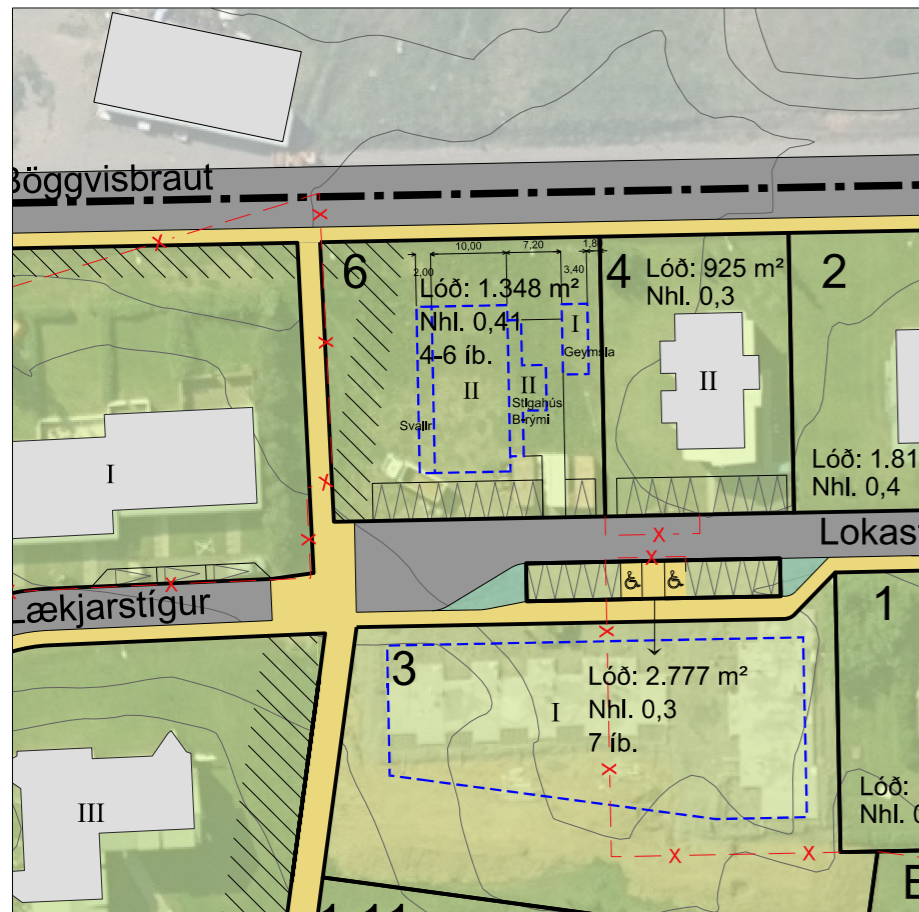 Böggvisbraut
10,00
7,20
1,8
2,00
3,40
6
Lóð: 1.348 m²
Nhl. 0,41
4-6 íb.
I
Geymsla
II
II
Stigahús
B-rými
Svalir
4
Lóð: 925 m²
Nhl. 0,3
II
2
Lóð: 1.81
Nhl. 0,4
I
Lokast
Lækjarstígur
1
3
Lóð: 2.777 m²
Nhl. 0,3
7 íb.
I
Lóð:
Nhl. 0
III
E